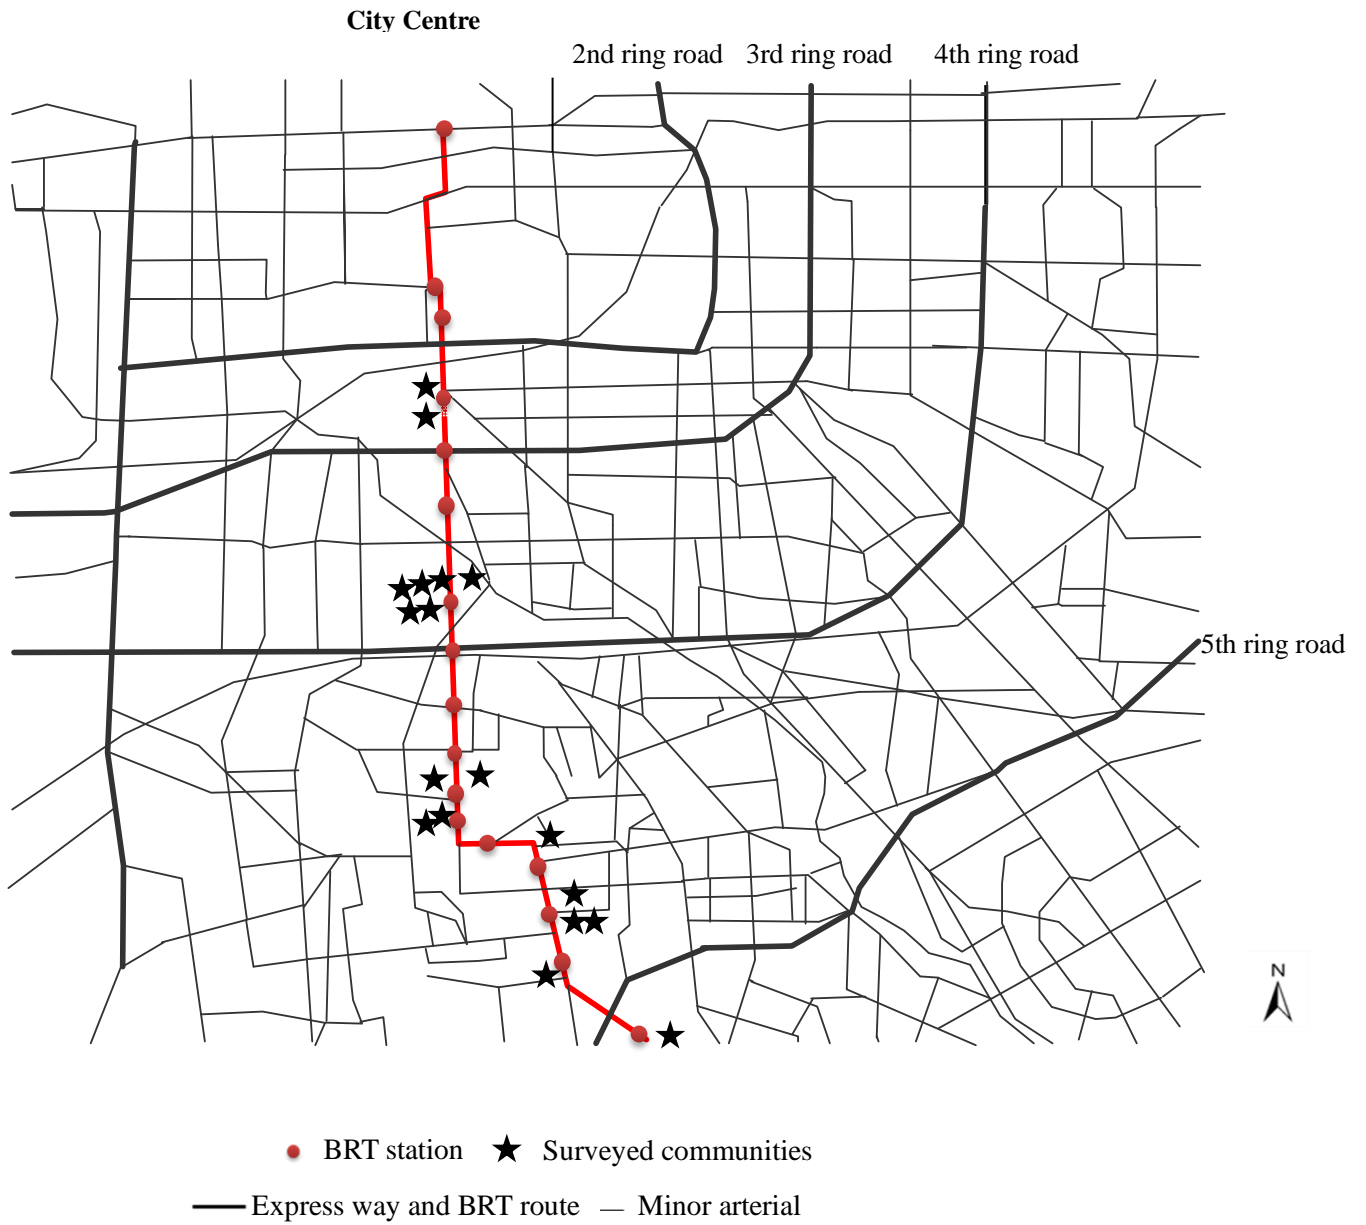 City Centre
2nd ring road 3rd ring road 4th ring road
5th ring road
N
BRT station Surveyed communities
Express way and BRT route Minor arterial